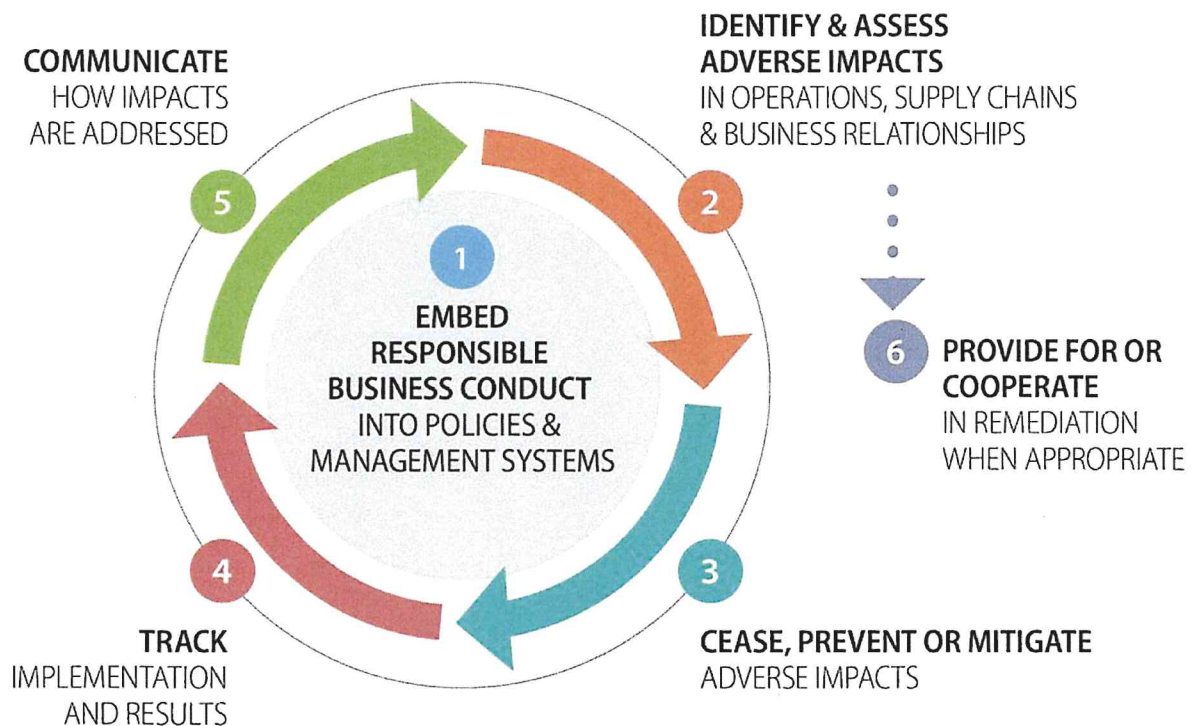 1
EMBED
RESPONSIBLE
BUSINESS CONDUCT
INTO POLICIES &
MANAGEMENT SYSTEMS
2
IDENTIFY & ASSESS
ADVERSE IMPACTS
IN OPERATIONS, SUPPLY CHAINS
& BUSINESS RELATIONSHIPS
3
CEASE, PREVENT OR MITIGATE
ADVERSE IMPACTS
4
TRACK
IMPLEMENTATION
AND RESULTS
5
COMMUNICATE
HOW IMPACTS
ARE ADDRESSED
6
PROVIDE FOR OR
COOPERATE
IN REMEDIATION
WHEN APPROPRIATE